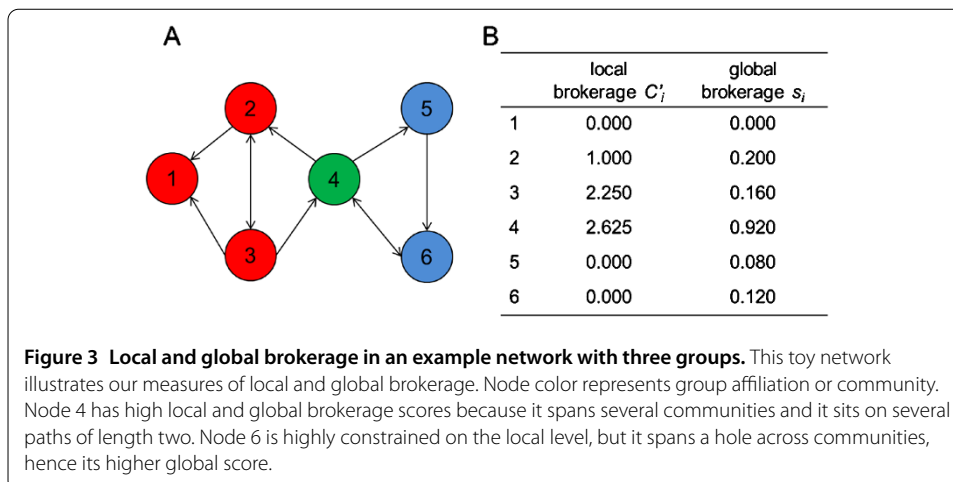 A
1
2
3
4
5
6
B
local brokerage C'i global brokerage si
1 0.000 0.000
2 1.000 0.200
3 2.250 0.160
4 2.625 0.920
5 0.000 0.080
6 0.000 0.120
Figure 3 Local and global brokerage in an example network with three groups. This toy network
illustrates our measures of local and global brokerage. Node color represents group affiliation or community.
Node 4 has high local and global brokerage scores because it spans several communities and it sits on several
paths of length two. Node 6 is highly constrained on the local level, but it spans a hole across communities,
hence its higher global score.